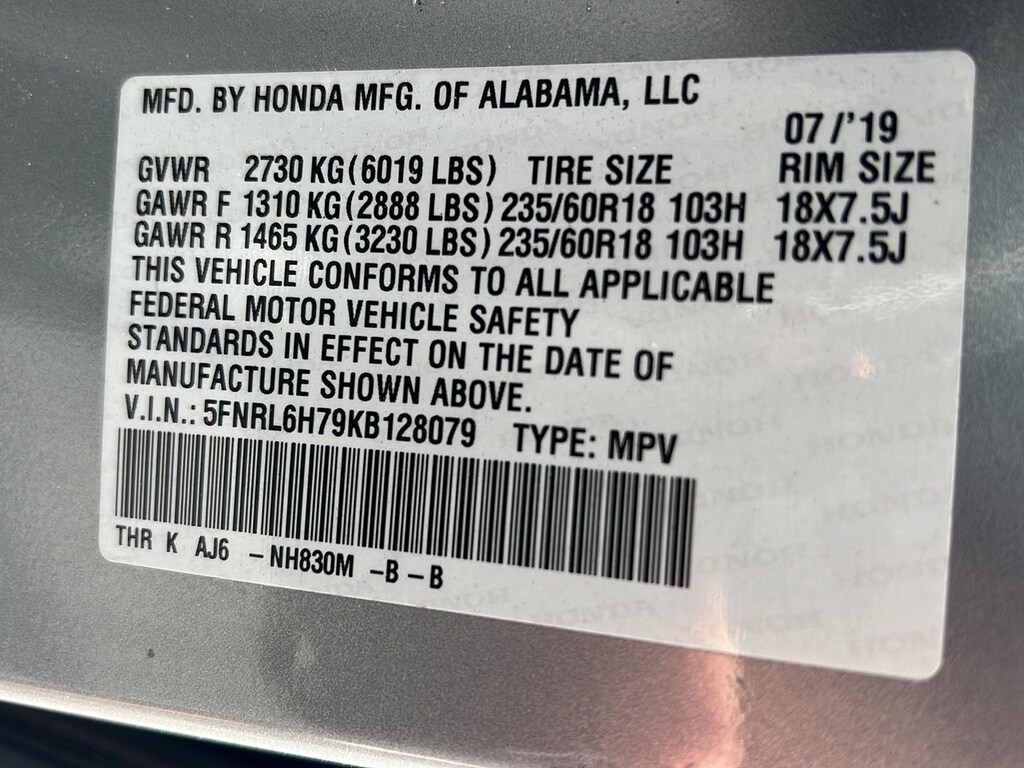 MFD. BY HONDA MFG. OF ALABAMA, LLC
07/'19
GVWR 2730 KG (6019 LBS) TIRE SIZE RIM SIZE
GAWR F 1310 KG (2888 LBS) 235/60R18 103H 18X7.5J
GAWR R 1465 KG (3230 LBS) 235/60R18 103H 18X7.5J
THIS VEHICLE CONFORMS TO ALL APPLICABLE
FEDERAL MOTOR VEHICLE SAFETY
STANDARDS IN EFFECT ON THE DATE OF
MANUFACTURE SHOWN ABOVE.
V.I.N.: 5FNRL6H79KB128079 TYPE: MPV
THR K AJ6 -NH830M -B-B